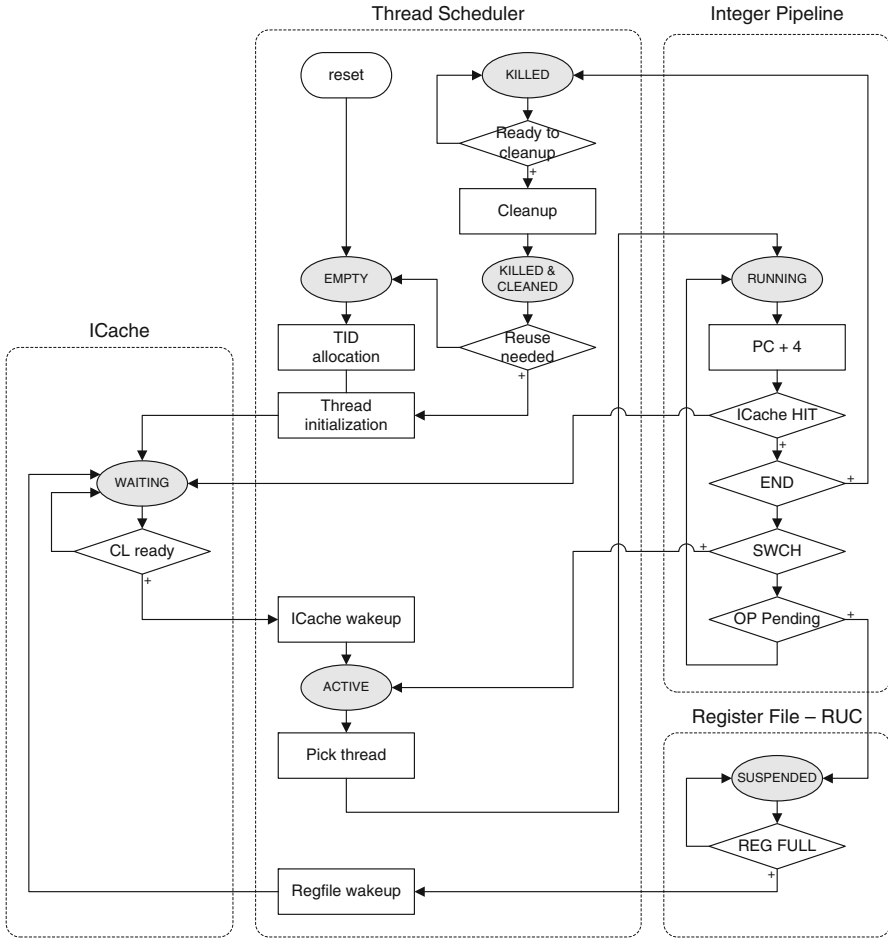 Thread Scheduler
Integer Pipeline
reset
KILLED
Ready to
cleanup
+
Cleanup
EMPTY
KILLED &
CLEANED
RUNNING
ICache
TID
allocation
Reuse
needed
+
PC + 4
Thread
initialization
ICache HIT
+
WAITING
END
+
CL ready
+
+
SWCH
ICache wakeup
OP Pending
+
ACTIVE
Register File – RUC
Pick thread
SUSPENDED
REG FULL
+
Regfile wakeup